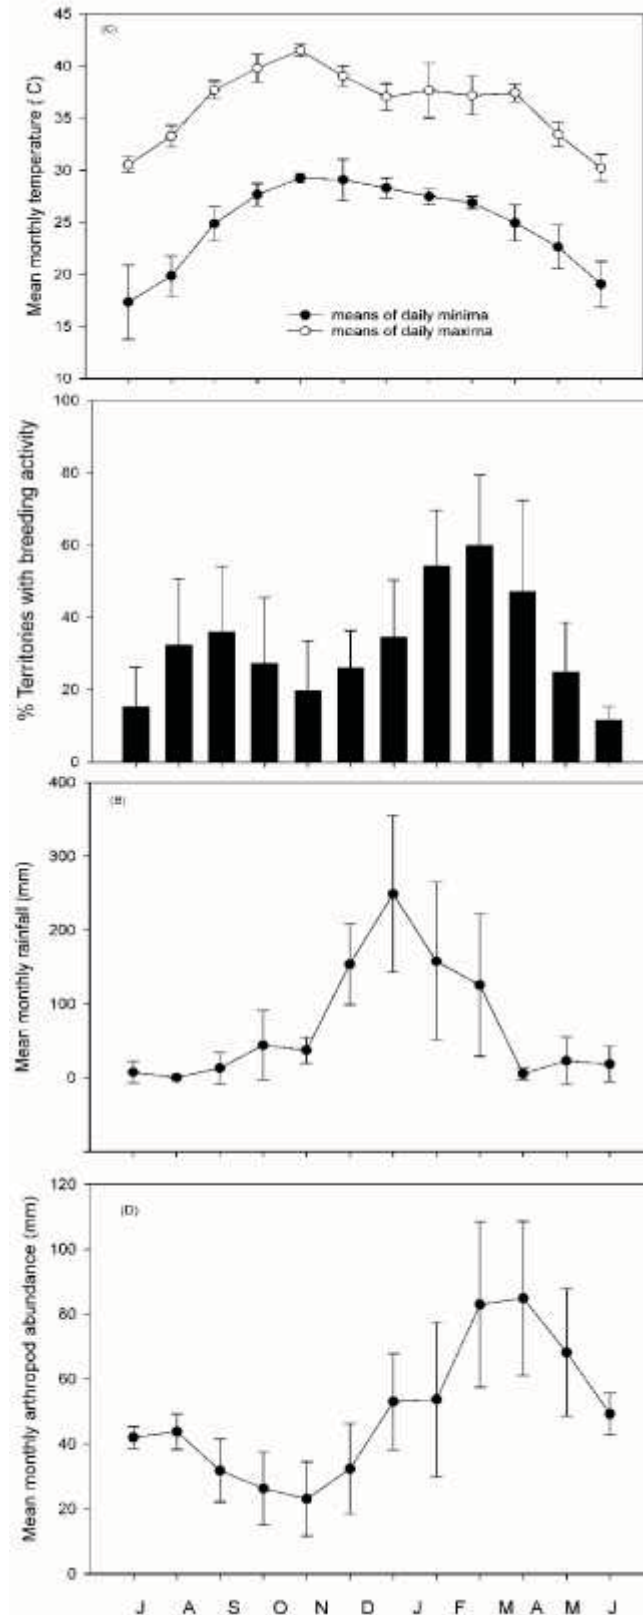 (C)
Mean monthly temperature ( C)
45
40
35
30
25
20
15
10
means of daily minima
means of daily maxima
% Territories with breeding activity
100
80
60
40
20
0
(B)
Mean monthly rainfall (mm)
400
300
200
100
0
(D)
Mean monthly arthropod abundance (mm)
120
100
80
60
40
20
0
J A S O N D J F M A M J